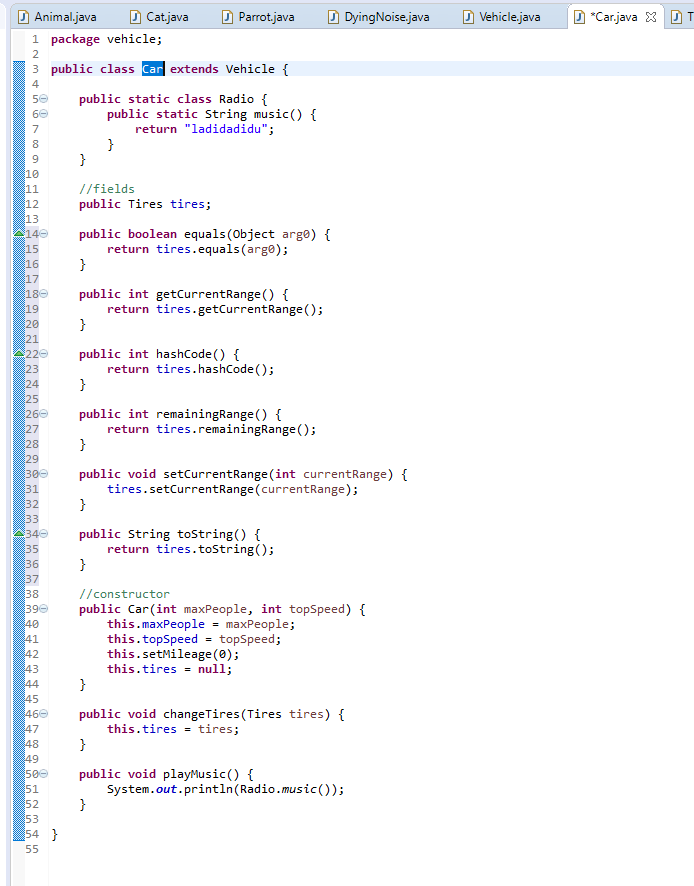 Animal.java Cat.java Parrot.java DyingNoise.java Vehicle.java *Car.java
1 package vehicle;
2
3 public class Car extends Vehicle {
4
5 public static class Radio {
6 public static String music() {
7 return "ladidadidu";
8 }
9 }
10
11 //fields
12 public Tires tires;
13
14 public boolean equals(Object arg0) {
15 return tires.equals(arg0);
16 }
17
18 public int getCurrentRange() {
19 return tires.getCurrentRange();
20 }
21
22 public int hashCode() {
23 return tires.hashCode();
24 }
25
26 public int remainingRange() {
27 return tires.remainingRange();
28 }
29
30 public void setCurrentRange(int currentRange) {
31 tires.setCurrentRange(currentRange);
32 }
33
34 public String toString() {
35 return tires.toString();
36 }
37
38 //constructor
39 public Car(int maxPeople, int topSpeed) {
40 this.maxPeople = maxPeople;
41 this.topSpeed = topSpeed;
42 this.setMileage(0);
43 this.tires = null;
44 }
45
46 public void changeTires(Tires tires) {
47 this.tires = tires;
48 }
49
50 public void playMusic() {
51 System.out.println(Radio.music());
52 }
53
54 }
55